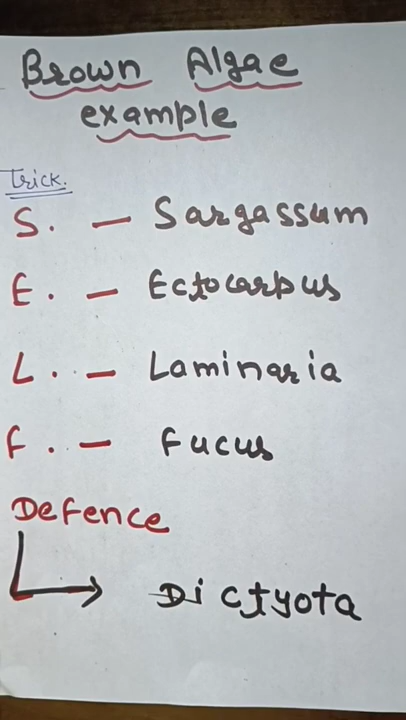 Brown Algae
example
Trick.
S. – Sargassum
E. – Ectocarpus
L. – Laminaria
F. – Fucus
Defence
→ Dictyota